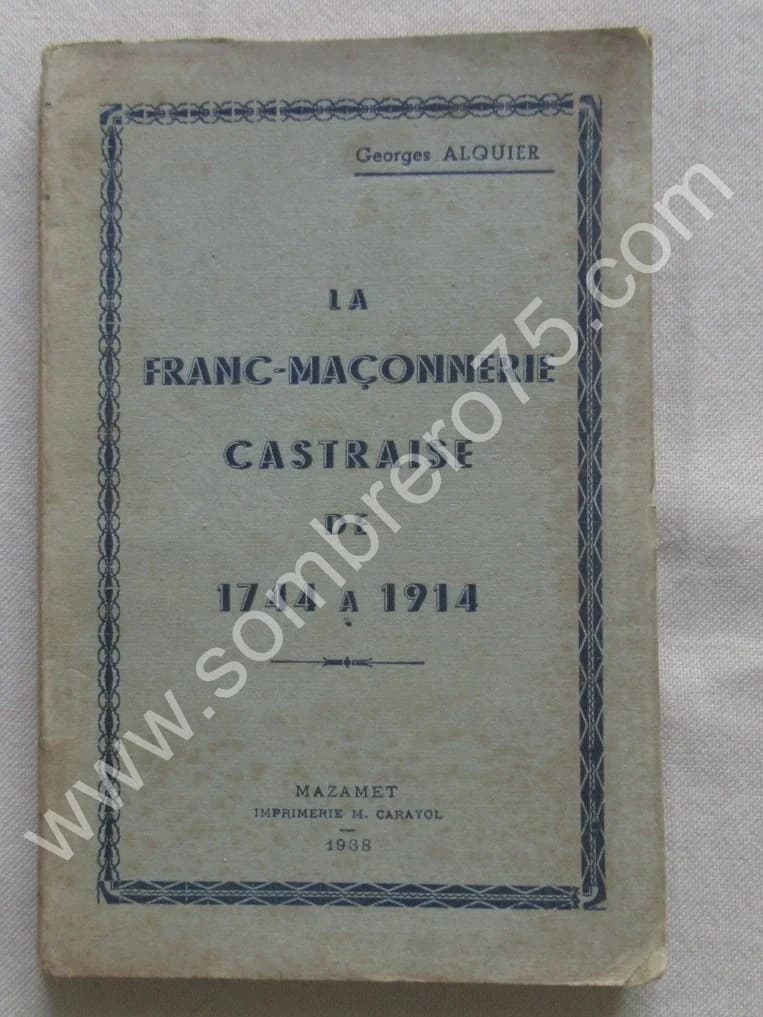 Georges ALQUIER
LA
FRANC-MAÇONNERIE
CASTRAISE
DE
1744 A 1914
MAZAMET
IMPRIMERIE M. CARAYOL
1938
www.sombrero75.com